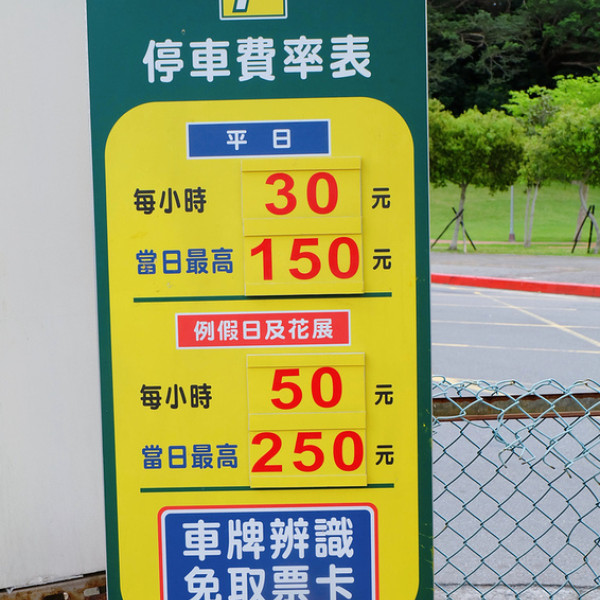 停車費率表
平日
每小時 30 元
當日最高 150 元
例假日及花展
每小時 50 元
當日最高 250 元
車牌辨識
免取票卡